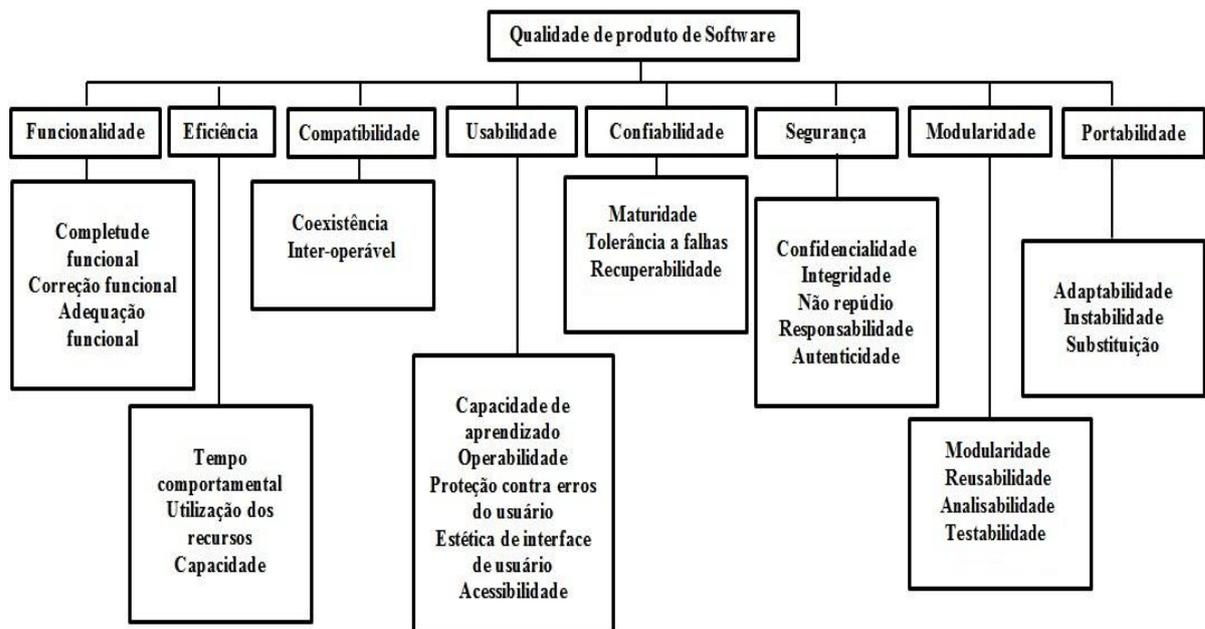 Qualidade de produto de Software
Funcionalidade
Eficiência
Compatibilidade
Usabilidade
Confiabilidade
Segurança
Modularidade
Portabilidade
Completude
funcional
Correção funcional
Adequação
funcional
Tempo
comportamental
Utilização dos
recursos
Capacidade
Coexistência
Inter-operável
Capacidade de
aprendizado
Operabilidade
Proteção contra erros
do usuário
Estética de interface
de usuário
Acessibilidade
Maturidade
Tolerância a falhas
Recuperabilidade
Confidencialidade
Integridade
Não repúdio
Responsabilidade
Autenticidade
Modularidade
Reusabilidade
Analisabilidade
Testabilidade
Adaptabilidade
Instabilidade
Substituição